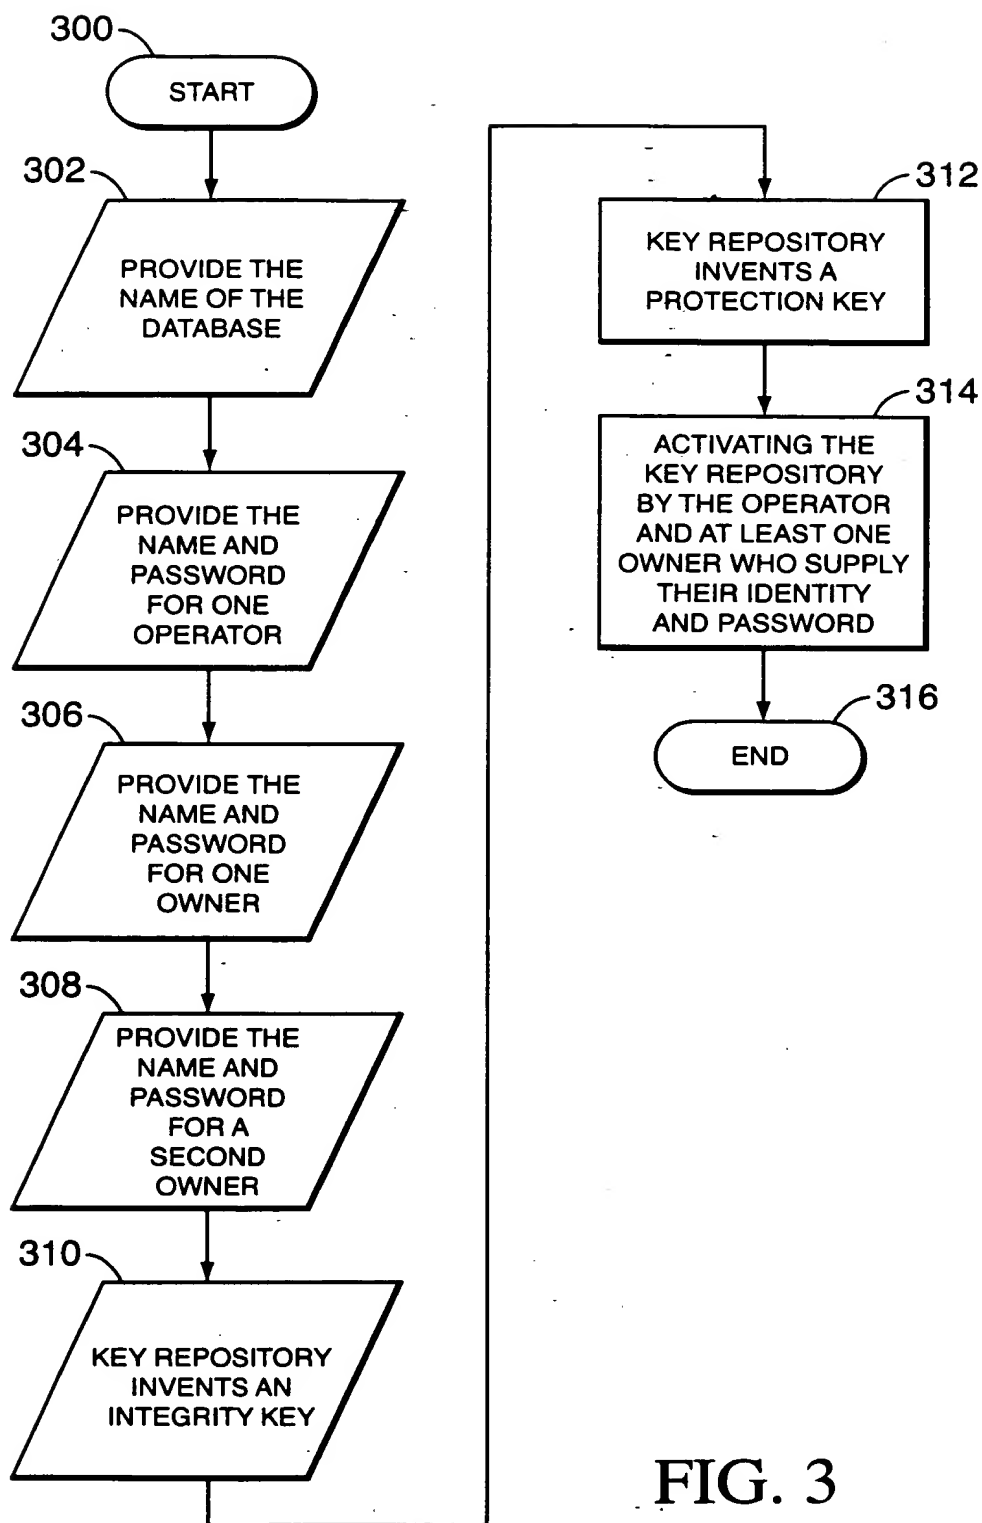 300
START
302
PROVIDE THE
NAME OF THE
DATABASE
304
PROVIDE THE
NAME AND
PASSWORD
FOR ONE
OPERATOR
306
PROVIDE THE
NAME AND
PASSWORD
FOR ONE
OWNER
308
PROVIDE THE
NAME AND
PASSWORD
FOR A
SECOND
OWNER
310
KEY REPOSITORY
INVENTS AN
INTEGRITY KEY
312
KEY REPOSITORY
INVENTS A
PROTECTION KEY
314
ACTIVATING THE
KEY REPOSITORY
BY THE OPERATOR
AND AT LEAST ONE
OWNER WHO SUPPLY
THEIR IDENTITY
AND PASSWORD
316
END
FIG. 3